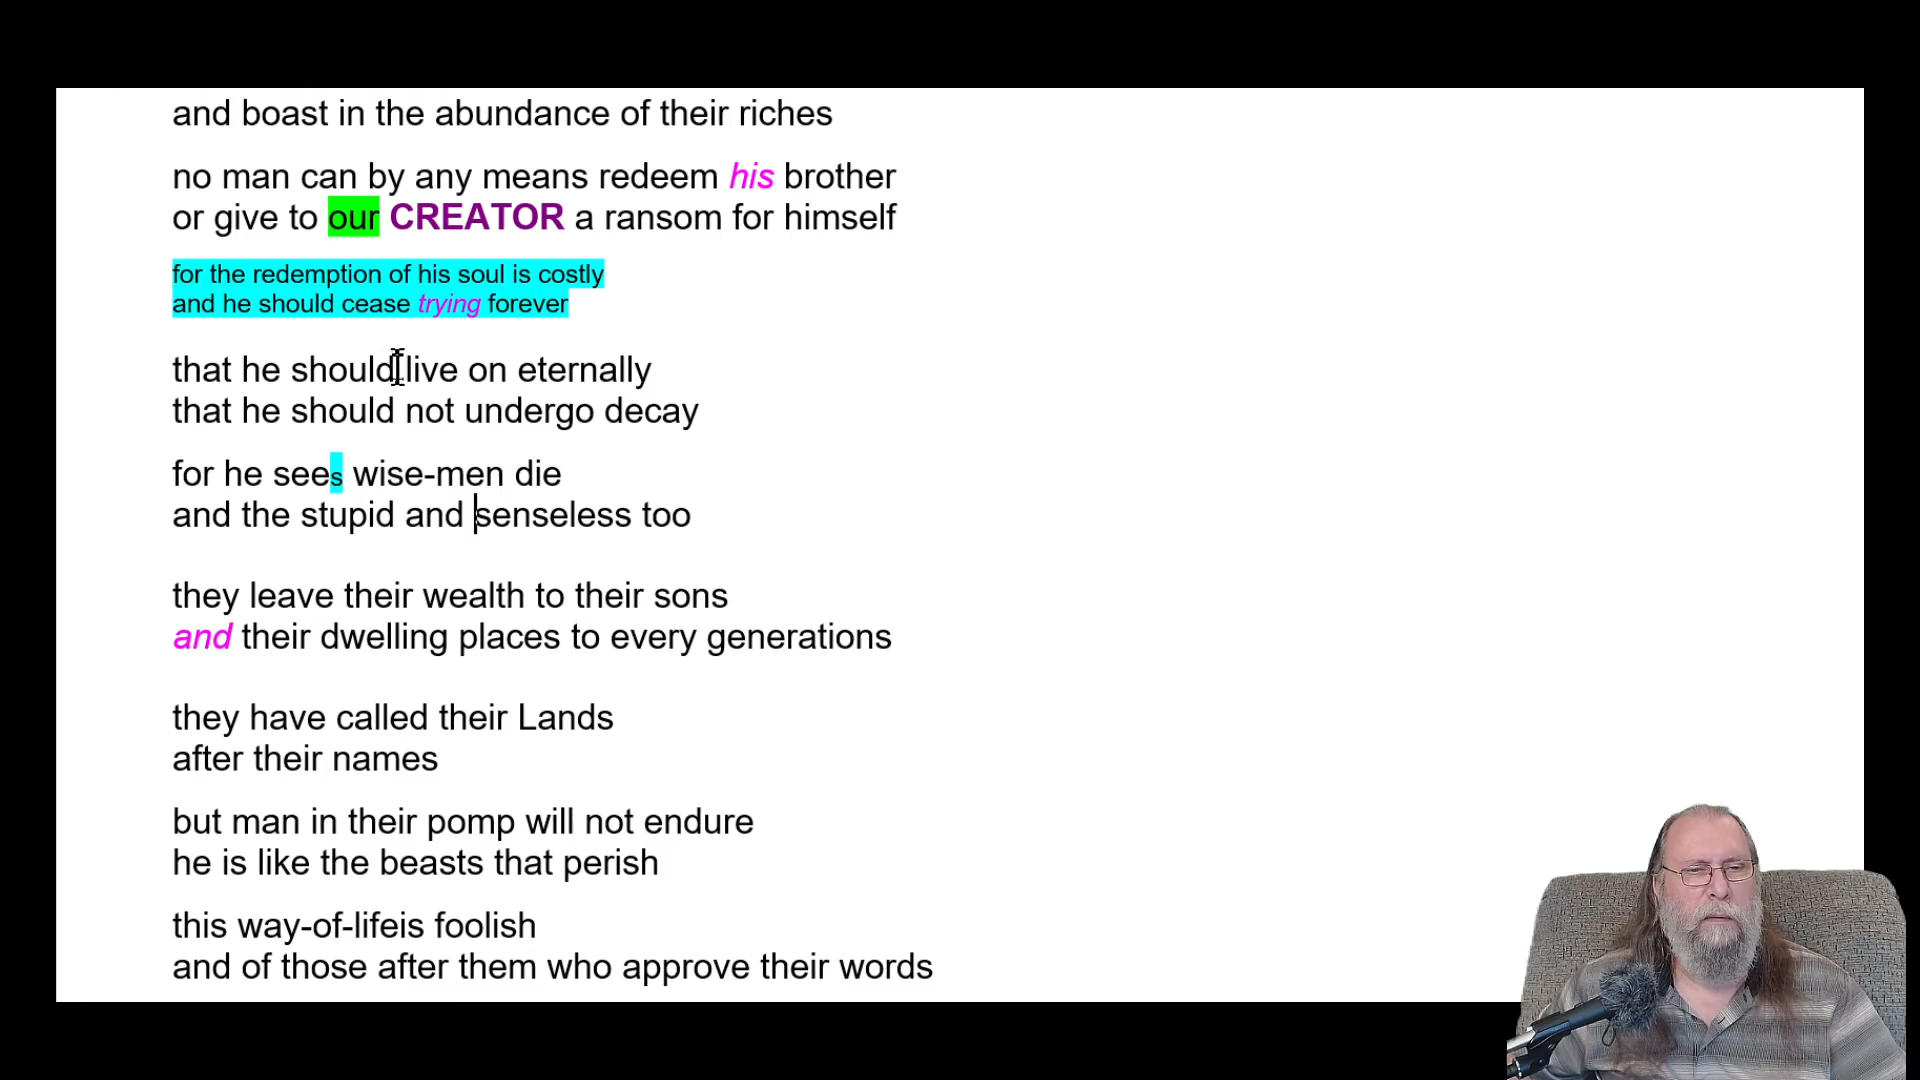 and boast in the abundance of their riches
no man can by any means redeem his brother
or give to our CREATOR a ransom for himself
for the redemption of his soul is costly
and he should cease trying forever
that he should live on eternally
that he should not undergo decay
for he sees wise-men die
and the stupid and senseless too
they leave their wealth to their sons
and their dwelling places to every generations
they have called their Lands
after their names
but man in their pomp will not endure
he is like the beasts that perish
this way-of-lifeis foolish
and of those after them who approve their words